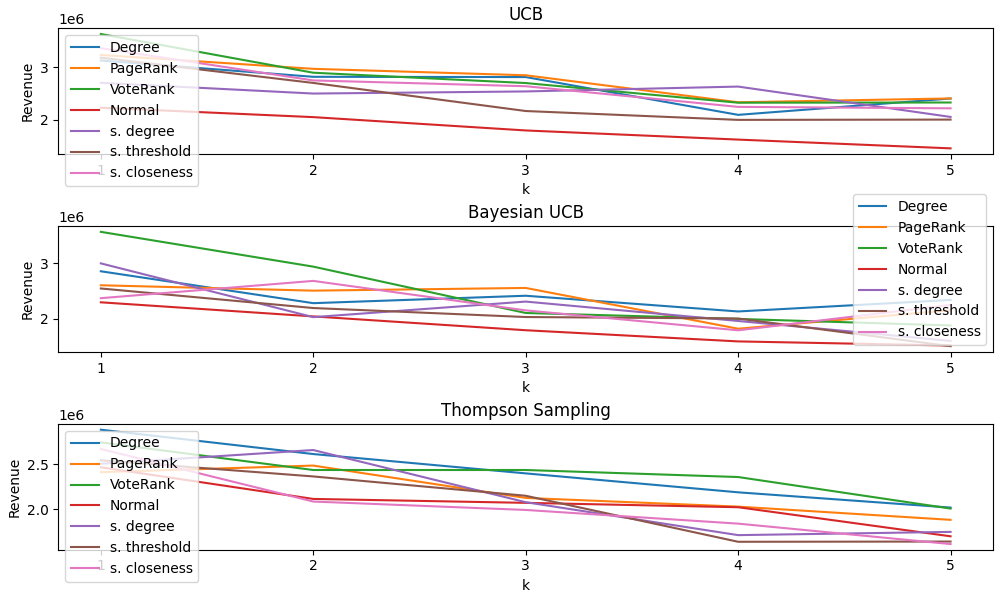 UCB
1e6
3
2
Revenue
Degree
PageRank
VoteRank
Normal
s. degree
s. threshold
s. closeness
1 2 3 4 5
k
Bayesian UCB
1e6
3
2
Revenue
Degree
PageRank
VoteRank
Normal
s. degree
s. threshold
s. closeness
1 2 3 4 5
k
Thompson Sampling
1e6
2.5
2.0
Revenue
Degree
PageRank
VoteRank
Normal
s. degree
s. threshold
s. closeness
2 3 4 5
k